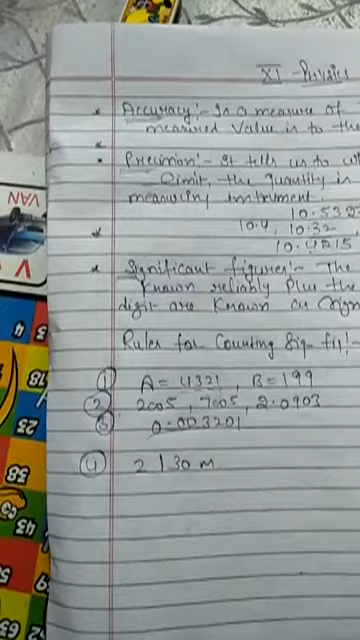 XI - Physics
* Accuracy:- Is a measure of
measured value is to the
* Precision:- It tells us to
limit, the quantity is
measuring instrument.
10.4, 10.32,
10.4215
* Significant figures:- The
known reliably plus the
digit are known as
Rules for Counting Sig-fig!-
① A = 4321, B = 199
② 2005, 7005, 2.0903
③ 0.003201
④ 2130 m
VAN
V